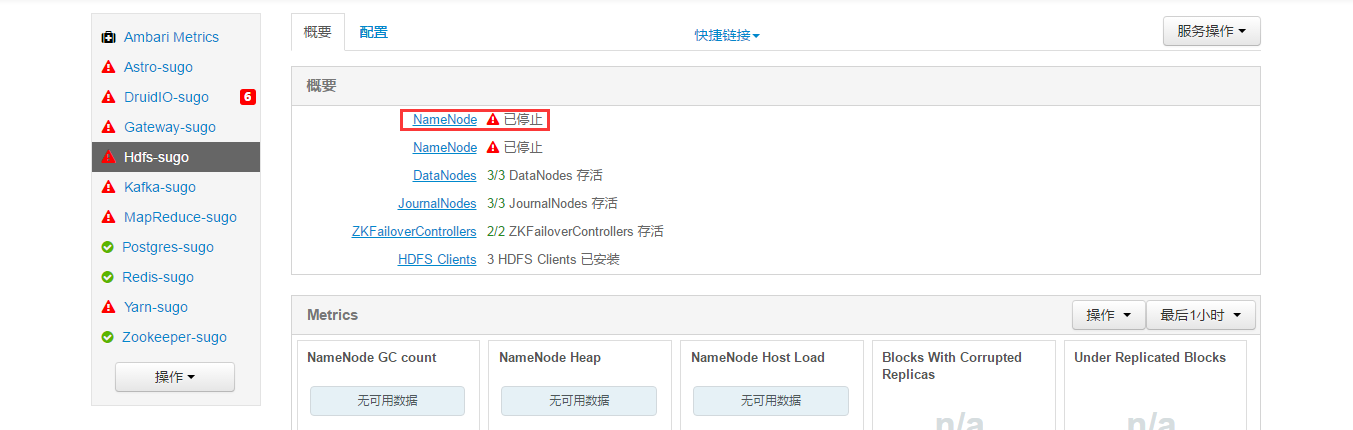 Ambari Metrics
Astro-sugo
DruidIO-sugo 6
Gateway-sugo
Hdfs-sugo
Kafka-sugo
MapReduce-sugo
Postgres-sugo
Redis-sugo
Yarn-sugo
Zookeeper-sugo
操作
概要 配置 快捷链接 服务操作
概要
NameNode 已停止
NameNode 已停止
DataNodes 3/3 DataNodes 存活
JournalNodes 3/3 JournalNodes 存活
ZKFailoverControllers 2/2 ZKFailoverControllers 存活
HDFS Clients 3 HDFS Clients 已安装
Metrics 操作 最后1小时
NameNode GC count
无可用数据
NameNode Heap
无可用数据
NameNode Host Load
无可用数据
Blocks With Corrupted
Replicas
n/a
Under Replicated Blocks
n/a